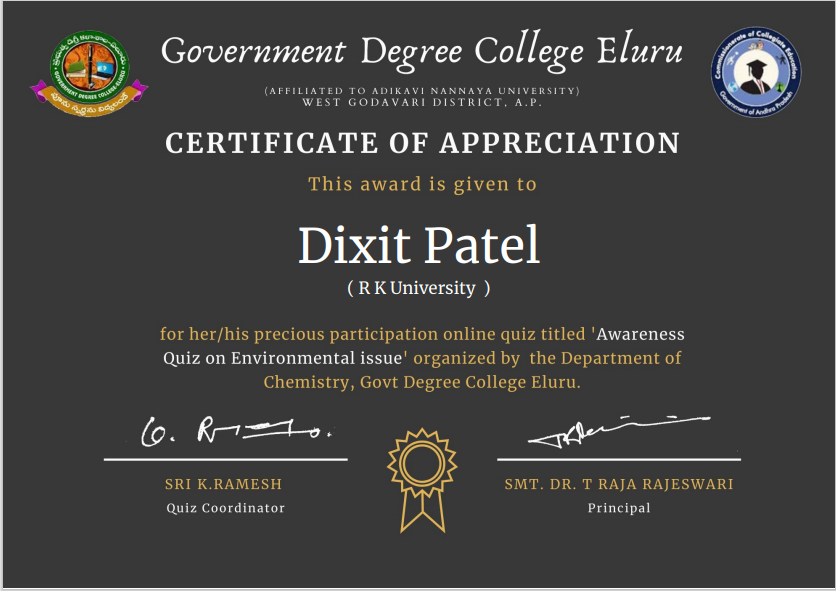 Government Degree College Eluru
(AFFILIATED TO ADIKAVI NANNAYA UNIVERSITY)
WEST GODAVARI DISTRICT, A.P.
GOVERNMENT DEGREE COLLEGE-ELURU
Commissionerate of Collegiate Education
Government of Andhra Pradesh
CERTIFICATE OF APPRECIATION
This award is given to
Dixit Patel
( R K University )
for her/his precious participation online quiz titled 'Awareness
Quiz on Environmental issue' organized by the Department of
Chemistry, Govt Degree College Eluru.
SRI K.RAMESH
Quiz Coordinator
SMT. DR. T RAJA RAJESWARI
Principal